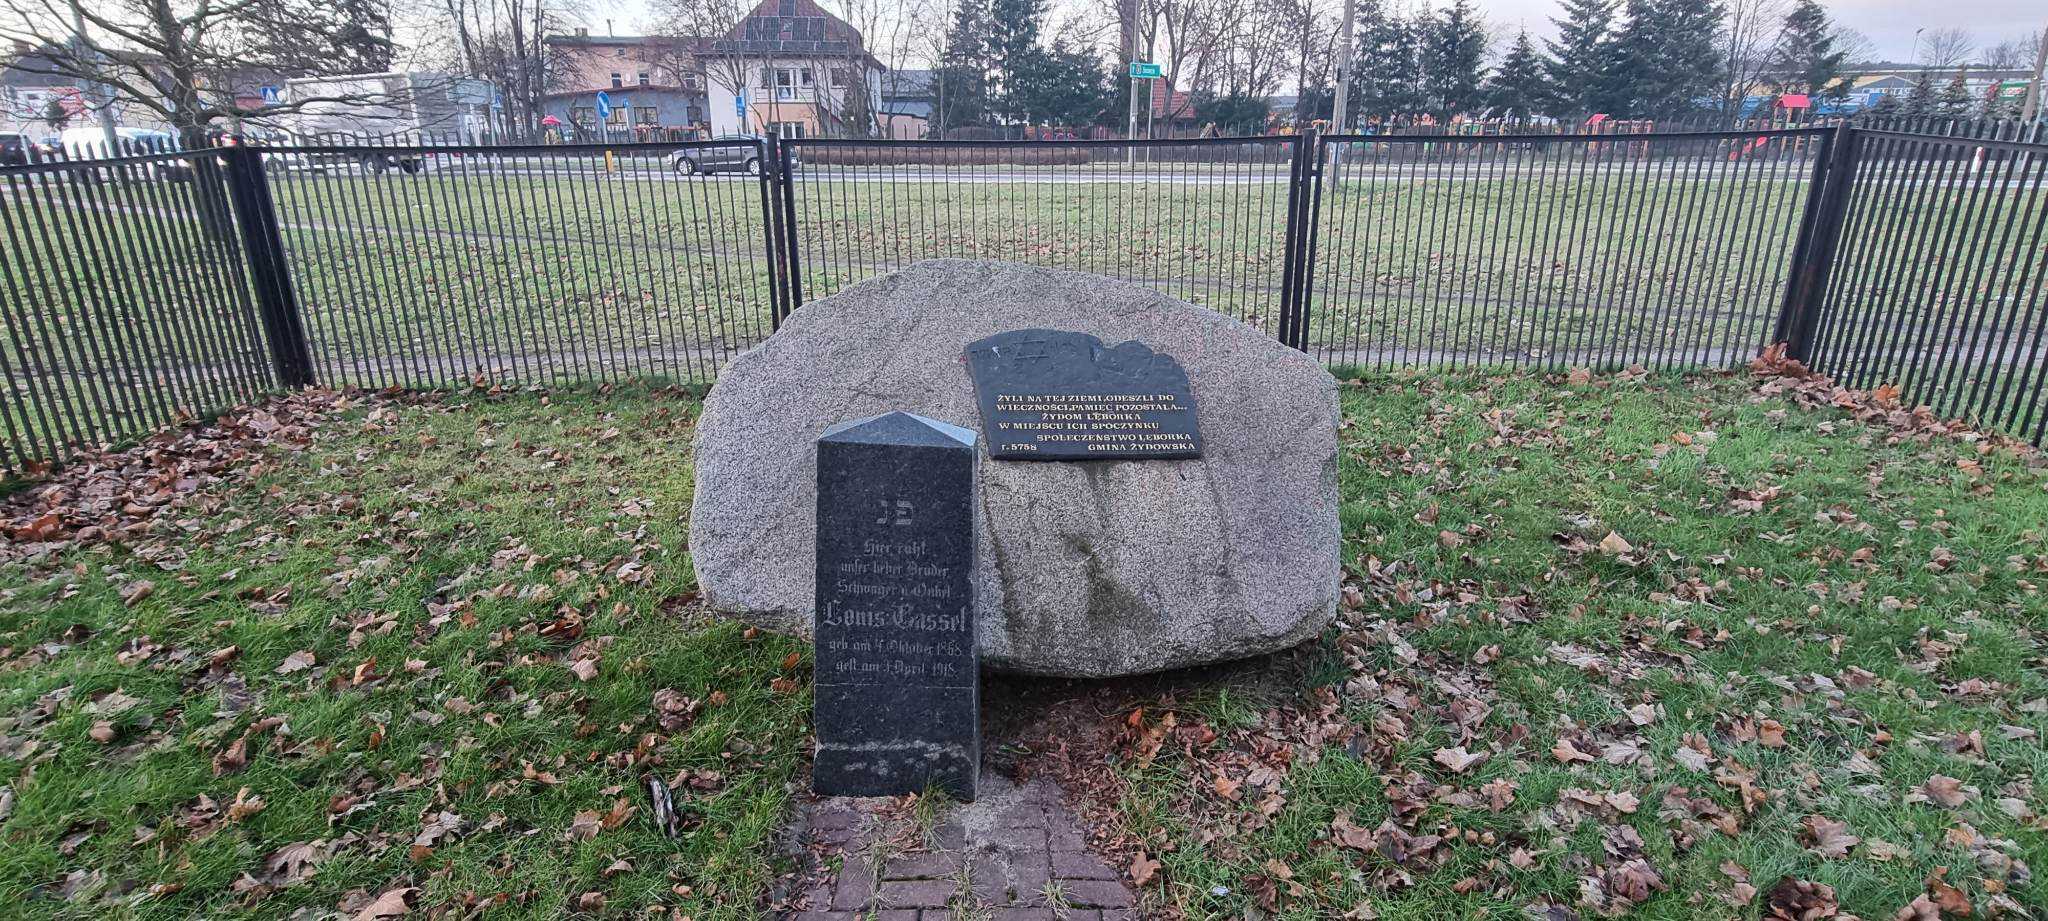 ŻYLI NA TEJ ZIEMI,ODESZLI DO
WIECZNOŚCI,PAMIĘĆ POZOSTAŁA...
ŻYDOM LĘBORKA
W MIEJSCU ICH SPOCZYNKU
SPOŁECZEŃSTWO LĘBORKA
r. 5758 GMINA ŻYDOWSKA
פ נ
Hier ruht
unser lieber Bruder
Schwager u. Onkel
Louis Cassel
geb. am 4. Oktober 1868
gest. am 1. April 1918.